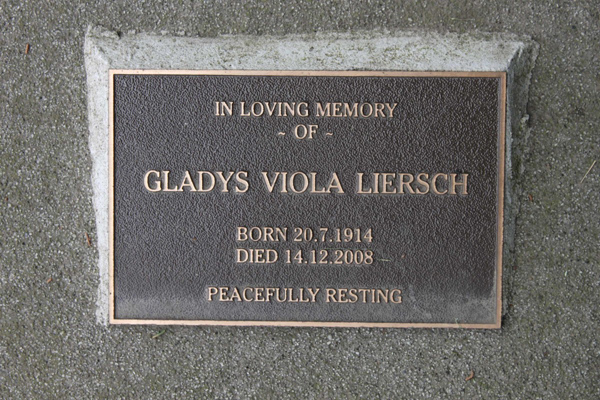 IN LOVING MEMORY
~ OF ~
GLADYS VIOLA LIERSCH
BORN 20.7.1914
DIED 14.12.2008
PEACEFULLY RESTING